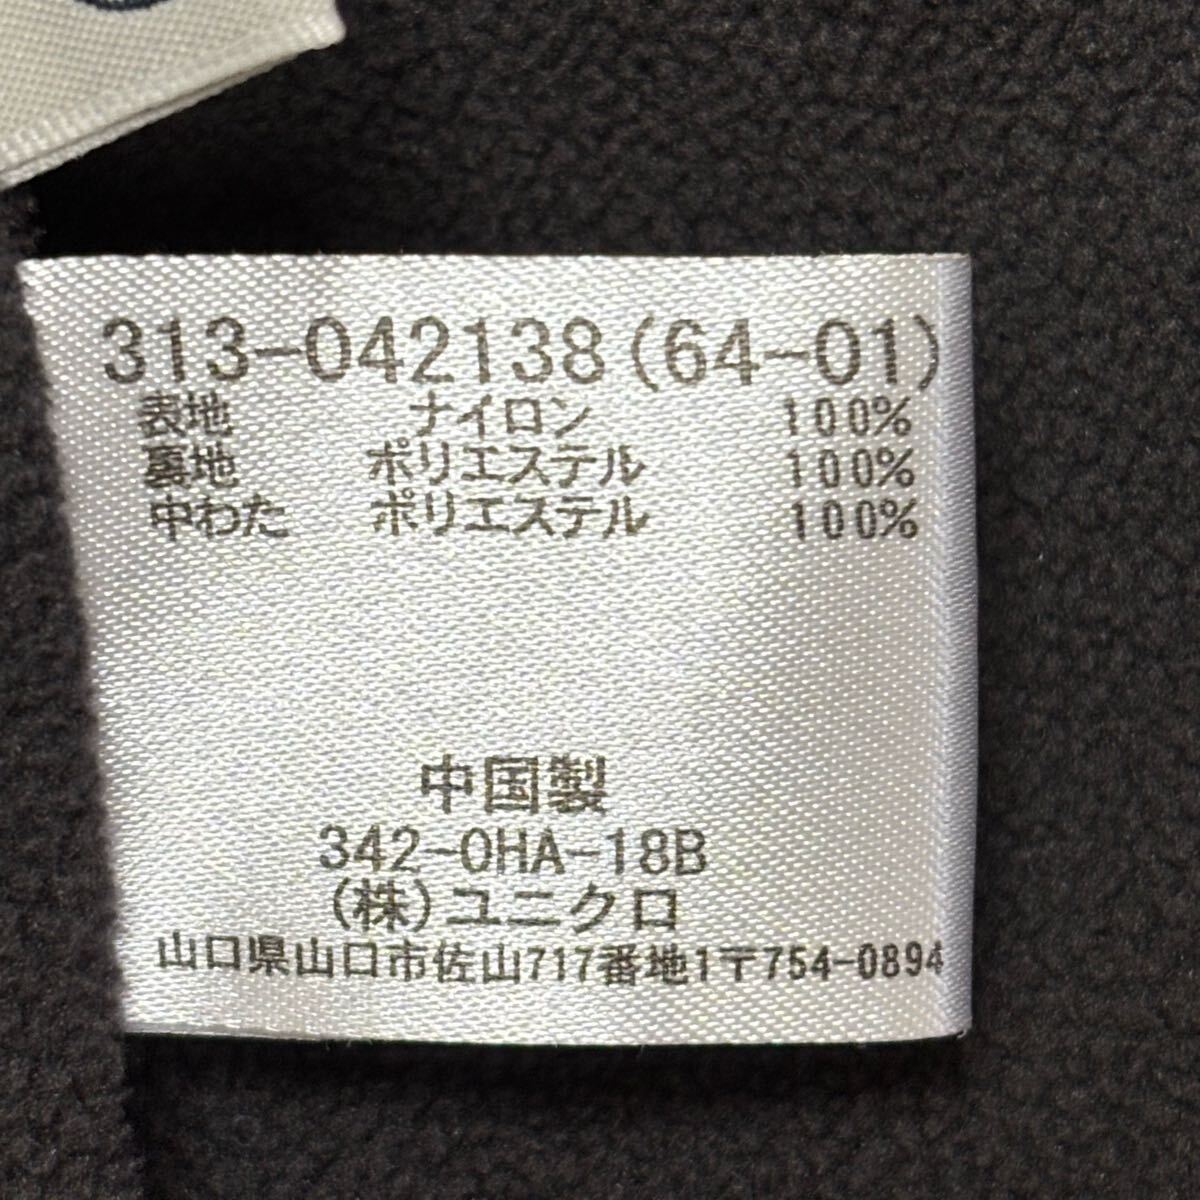 313-042138(64-01)
表地 ナイロン 100%
裏地 ポリエステル 100%
中わた ポリエステル 100%
中国製
342-OHA-18B
(株)ユニクロ
山口県山口市佐山717番地1〒754-0894